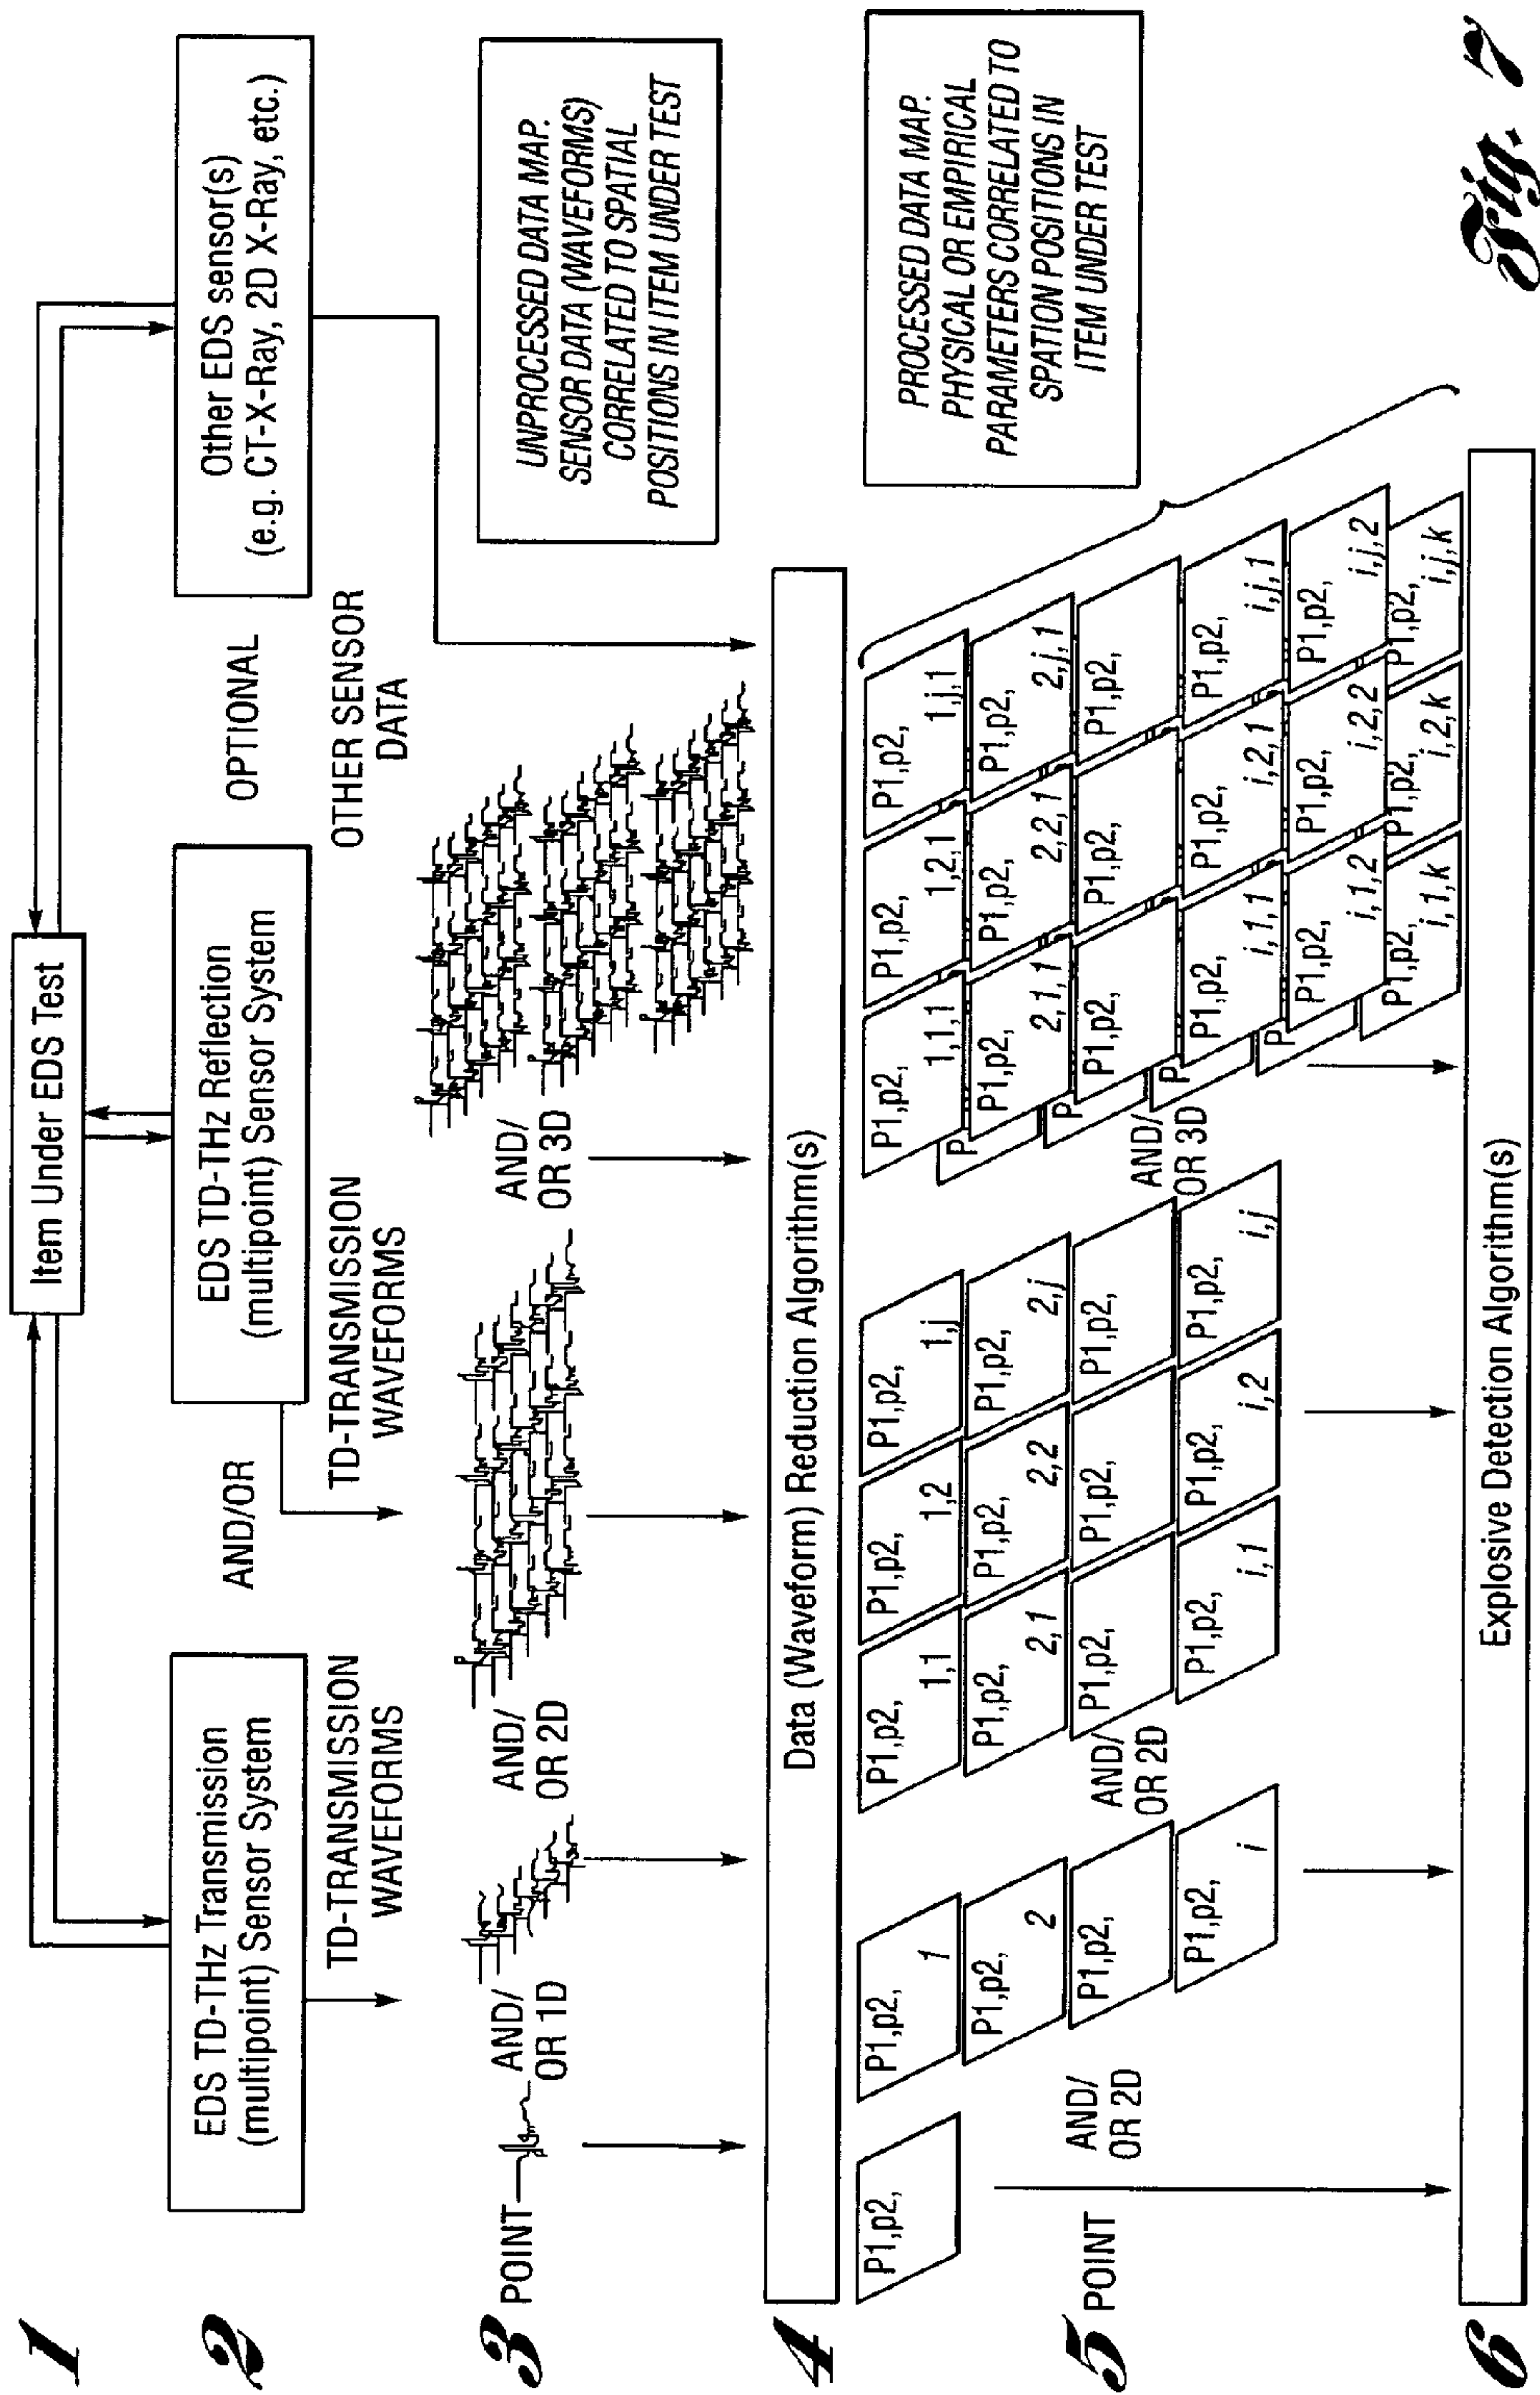 1
Item Under EDS Test
2
EDS TD-THz Transmission
(multipoint) Sensor System
AND/OR
EDS TD-THz Reflection
(multipoint) Sensor System
OPTIONAL
Other EDS sensor(s)
(e.g. CT-X-Ray, 2D X-Ray, etc.)
TD-TRANSMISSION
WAVEFORMS
TD-TRANSMISSION
WAVEFORMS
OTHER SENSOR
DATA
3
POINT
AND/
OR 1D
AND/
OR 2D
AND/
OR 3D
UNPROCESSED DATA MAP.
SENSOR DATA (WAVEFORMS)
CORRELATED TO SPATIAL
POSITIONS IN ITEM UNDER TEST
4
Data (Waveform) Reduction Algorithm(s)
5
POINT
P1,p2,
AND/
OR 2D
P1,p2, 1
P1,p2, 2
P1,p2,
P1,p2, i
AND/
OR 2D
P1,p2, 1,1
P1,p2, 1,2
P1,p2, 1,j
P1,p2, 2,1
P1,p2, 2,2
P1,p2, 2,j
P1,p2,
P1,p2,
P1,p2,
P1,p2, i,1
P1,p2, i,2
P1,p2, i,j
AND/
OR 3D
P1,p2, 1,1,1
P1,p2, 1,2,1
P1,p2, 1,j,1
P
P1,p2, 2,1,1
P1,p2, 2,2,1
P1,p2, 2,j,1
P
P1,p2,
P1,p2,
P1,p2,
P
P1,p2, i,1,1
P1,p2, i,2,1
P1,p2, i,j,1
P
P1,p2, i,1,2
P1,p2, i,2,2
P1,p2, i,j,2
P1,p2, i,1,k
P1,p2, i,2,k
P1,p2, i,j,k
PROCESSED DATA MAP.
PHYSICAL OR EMPIRICAL
PARAMETERS CORRELATED TO
SPATION POSITIONS IN
ITEM UNDER TEST
6
Explosive Detection Algorithm(s)
Fig. 7